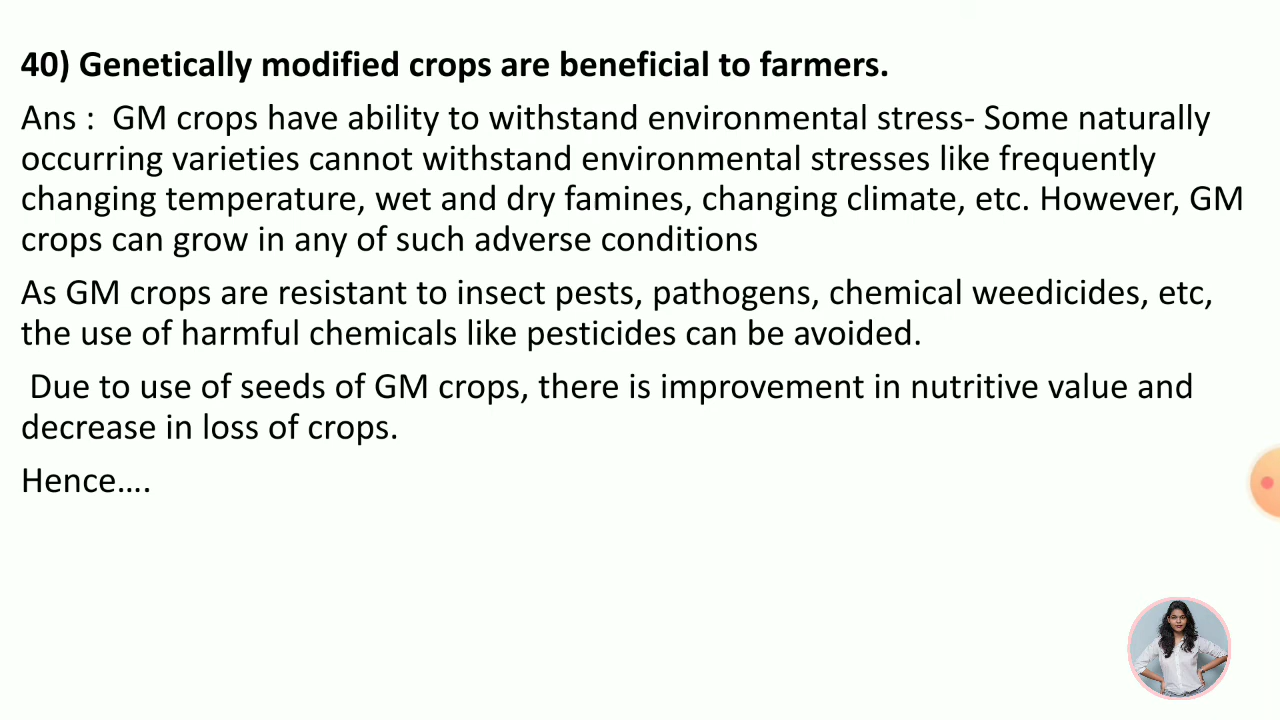 40) Genetically modified crops are beneficial to farmers.
Ans :  GM crops have ability to withstand environmental stress- Some naturally
occurring varieties cannot withstand environmental stresses like frequently
changing temperature, wet and dry famines, changing climate, etc. However, GM
crops can grow in any of such adverse conditions
As GM crops are resistant to insect pests, pathogens, chemical weedicides, etc,
the use of harmful chemicals like pesticides can be avoided.
Due to use of seeds of GM crops, there is improvement in nutritive value and
decrease in loss of crops.
Hence….